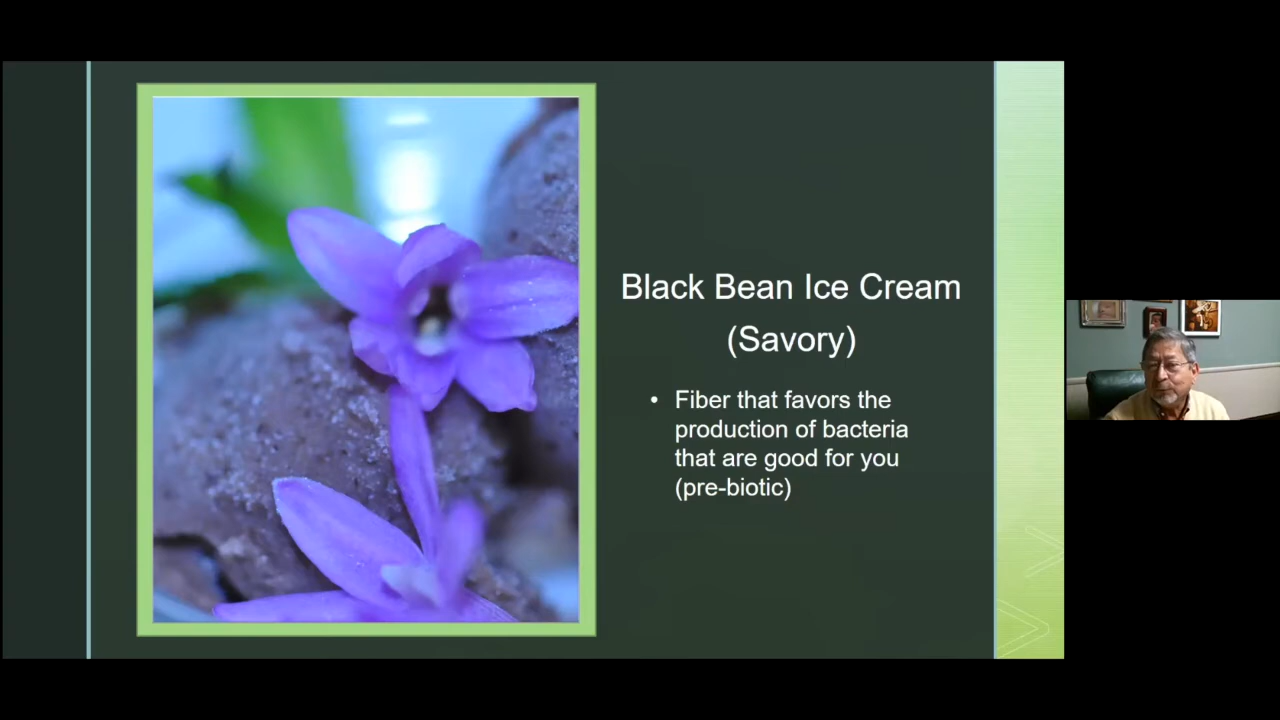 Black Bean Ice Cream
(Savory)
• Fiber that favors the
production of bacteria
that are good for you
(pre-biotic)